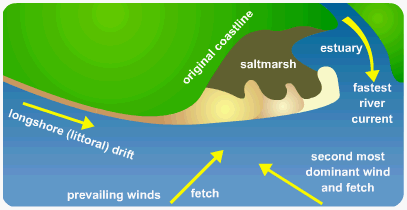 original coastline
estuary
saltmarsh
fastest
river
current
longshore (littoral) drift
second most
dominant wind
and fetch
prevailing winds
fetch